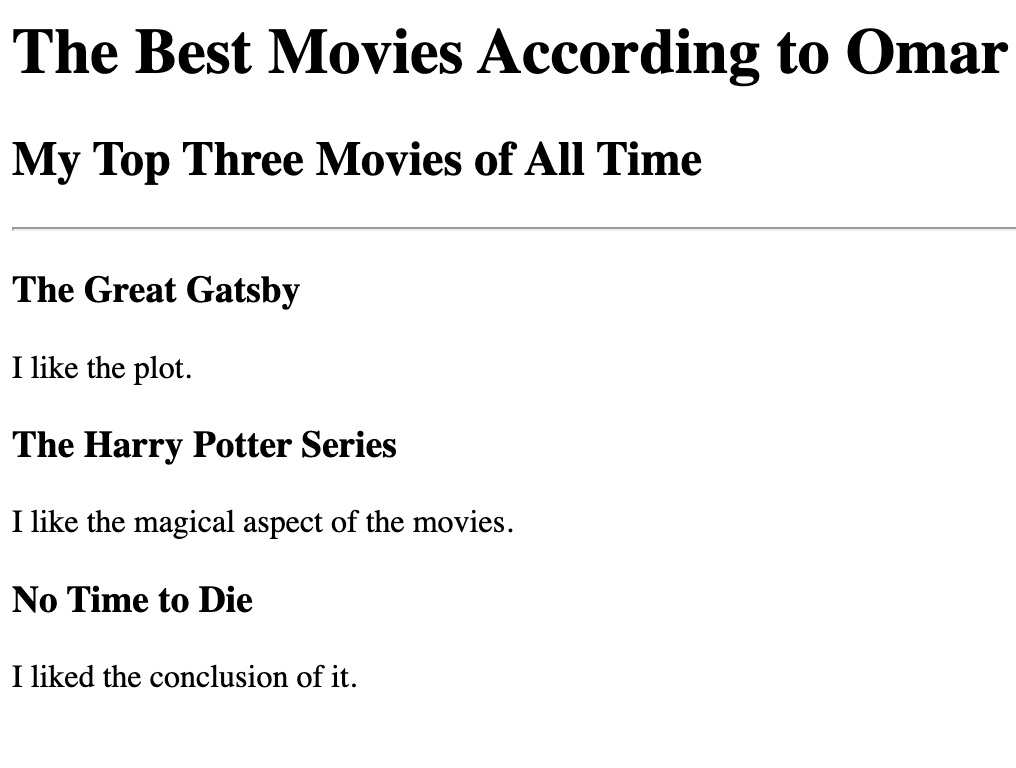 The Best Movies According to Omar
My Top Three Movies of All Time
The Great Gatsby
I like the plot.
The Harry Potter Series
I like the magical aspect of the movies.
No Time to Die
I liked the conclusion of it.